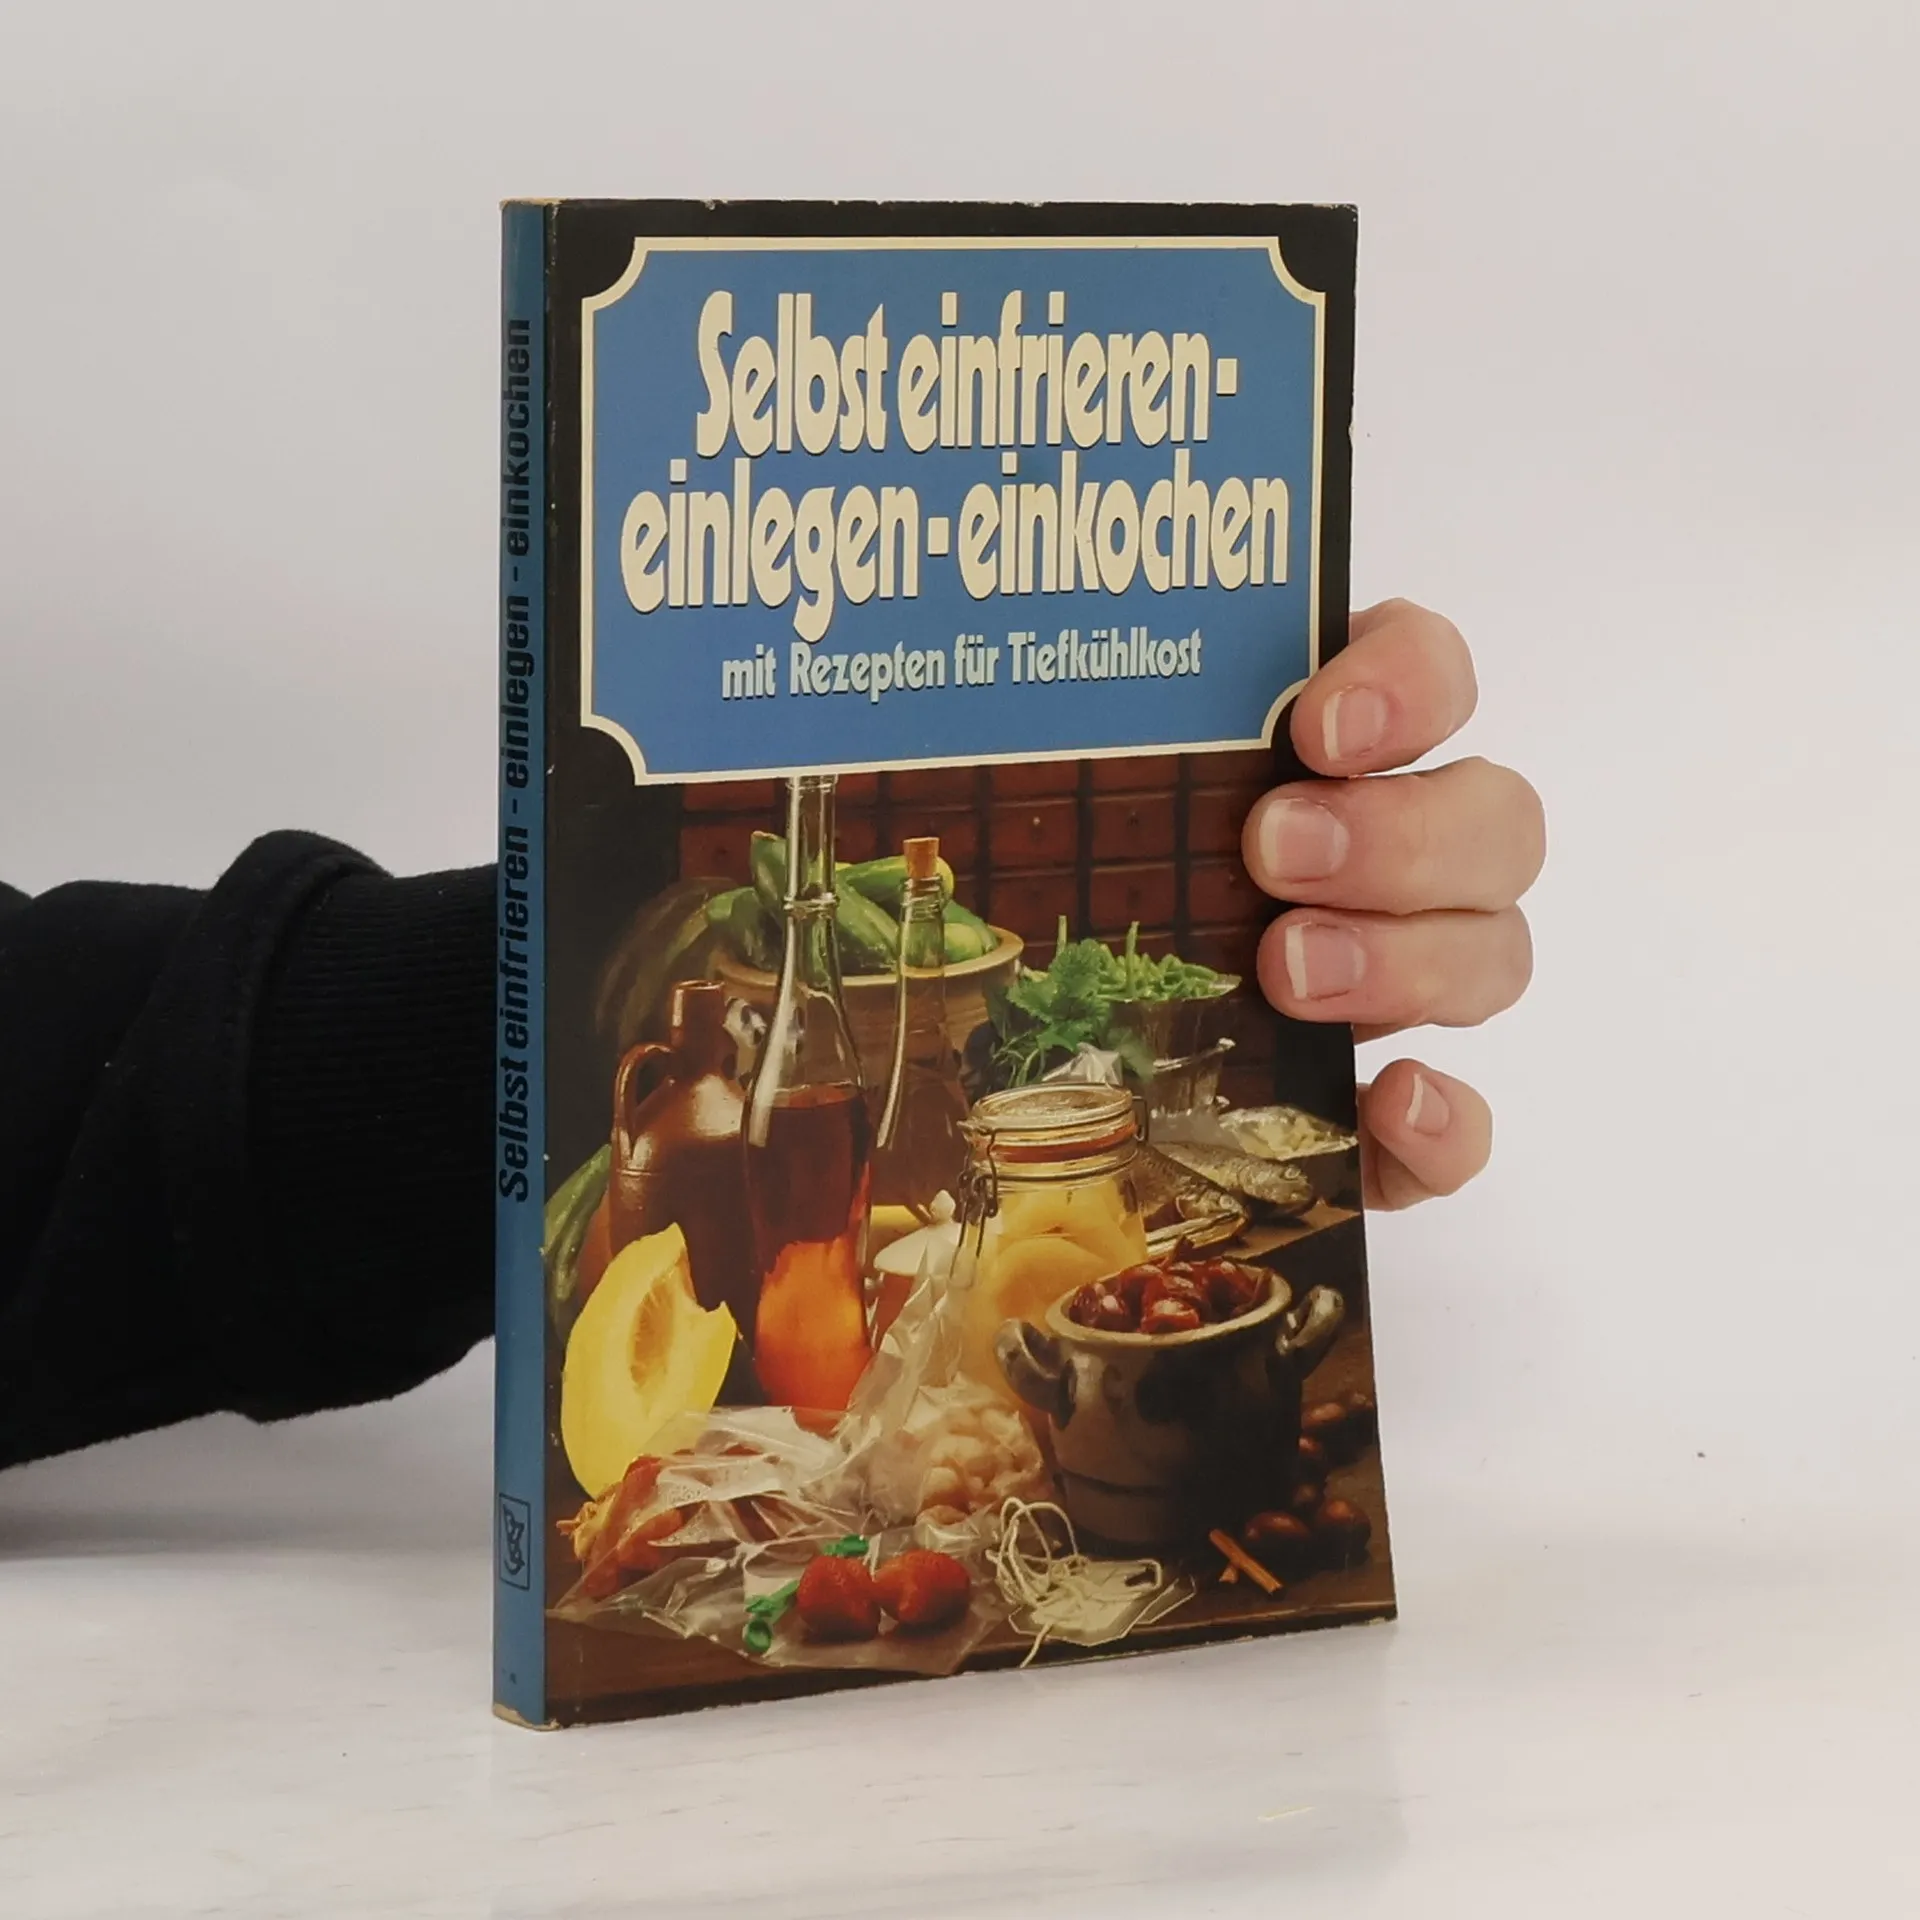 Selbst einfrieren-
einlegen-einkochen
mit Rezepten für Tiefkühlkost
Selbst einfrieren - einlegen - einkochen